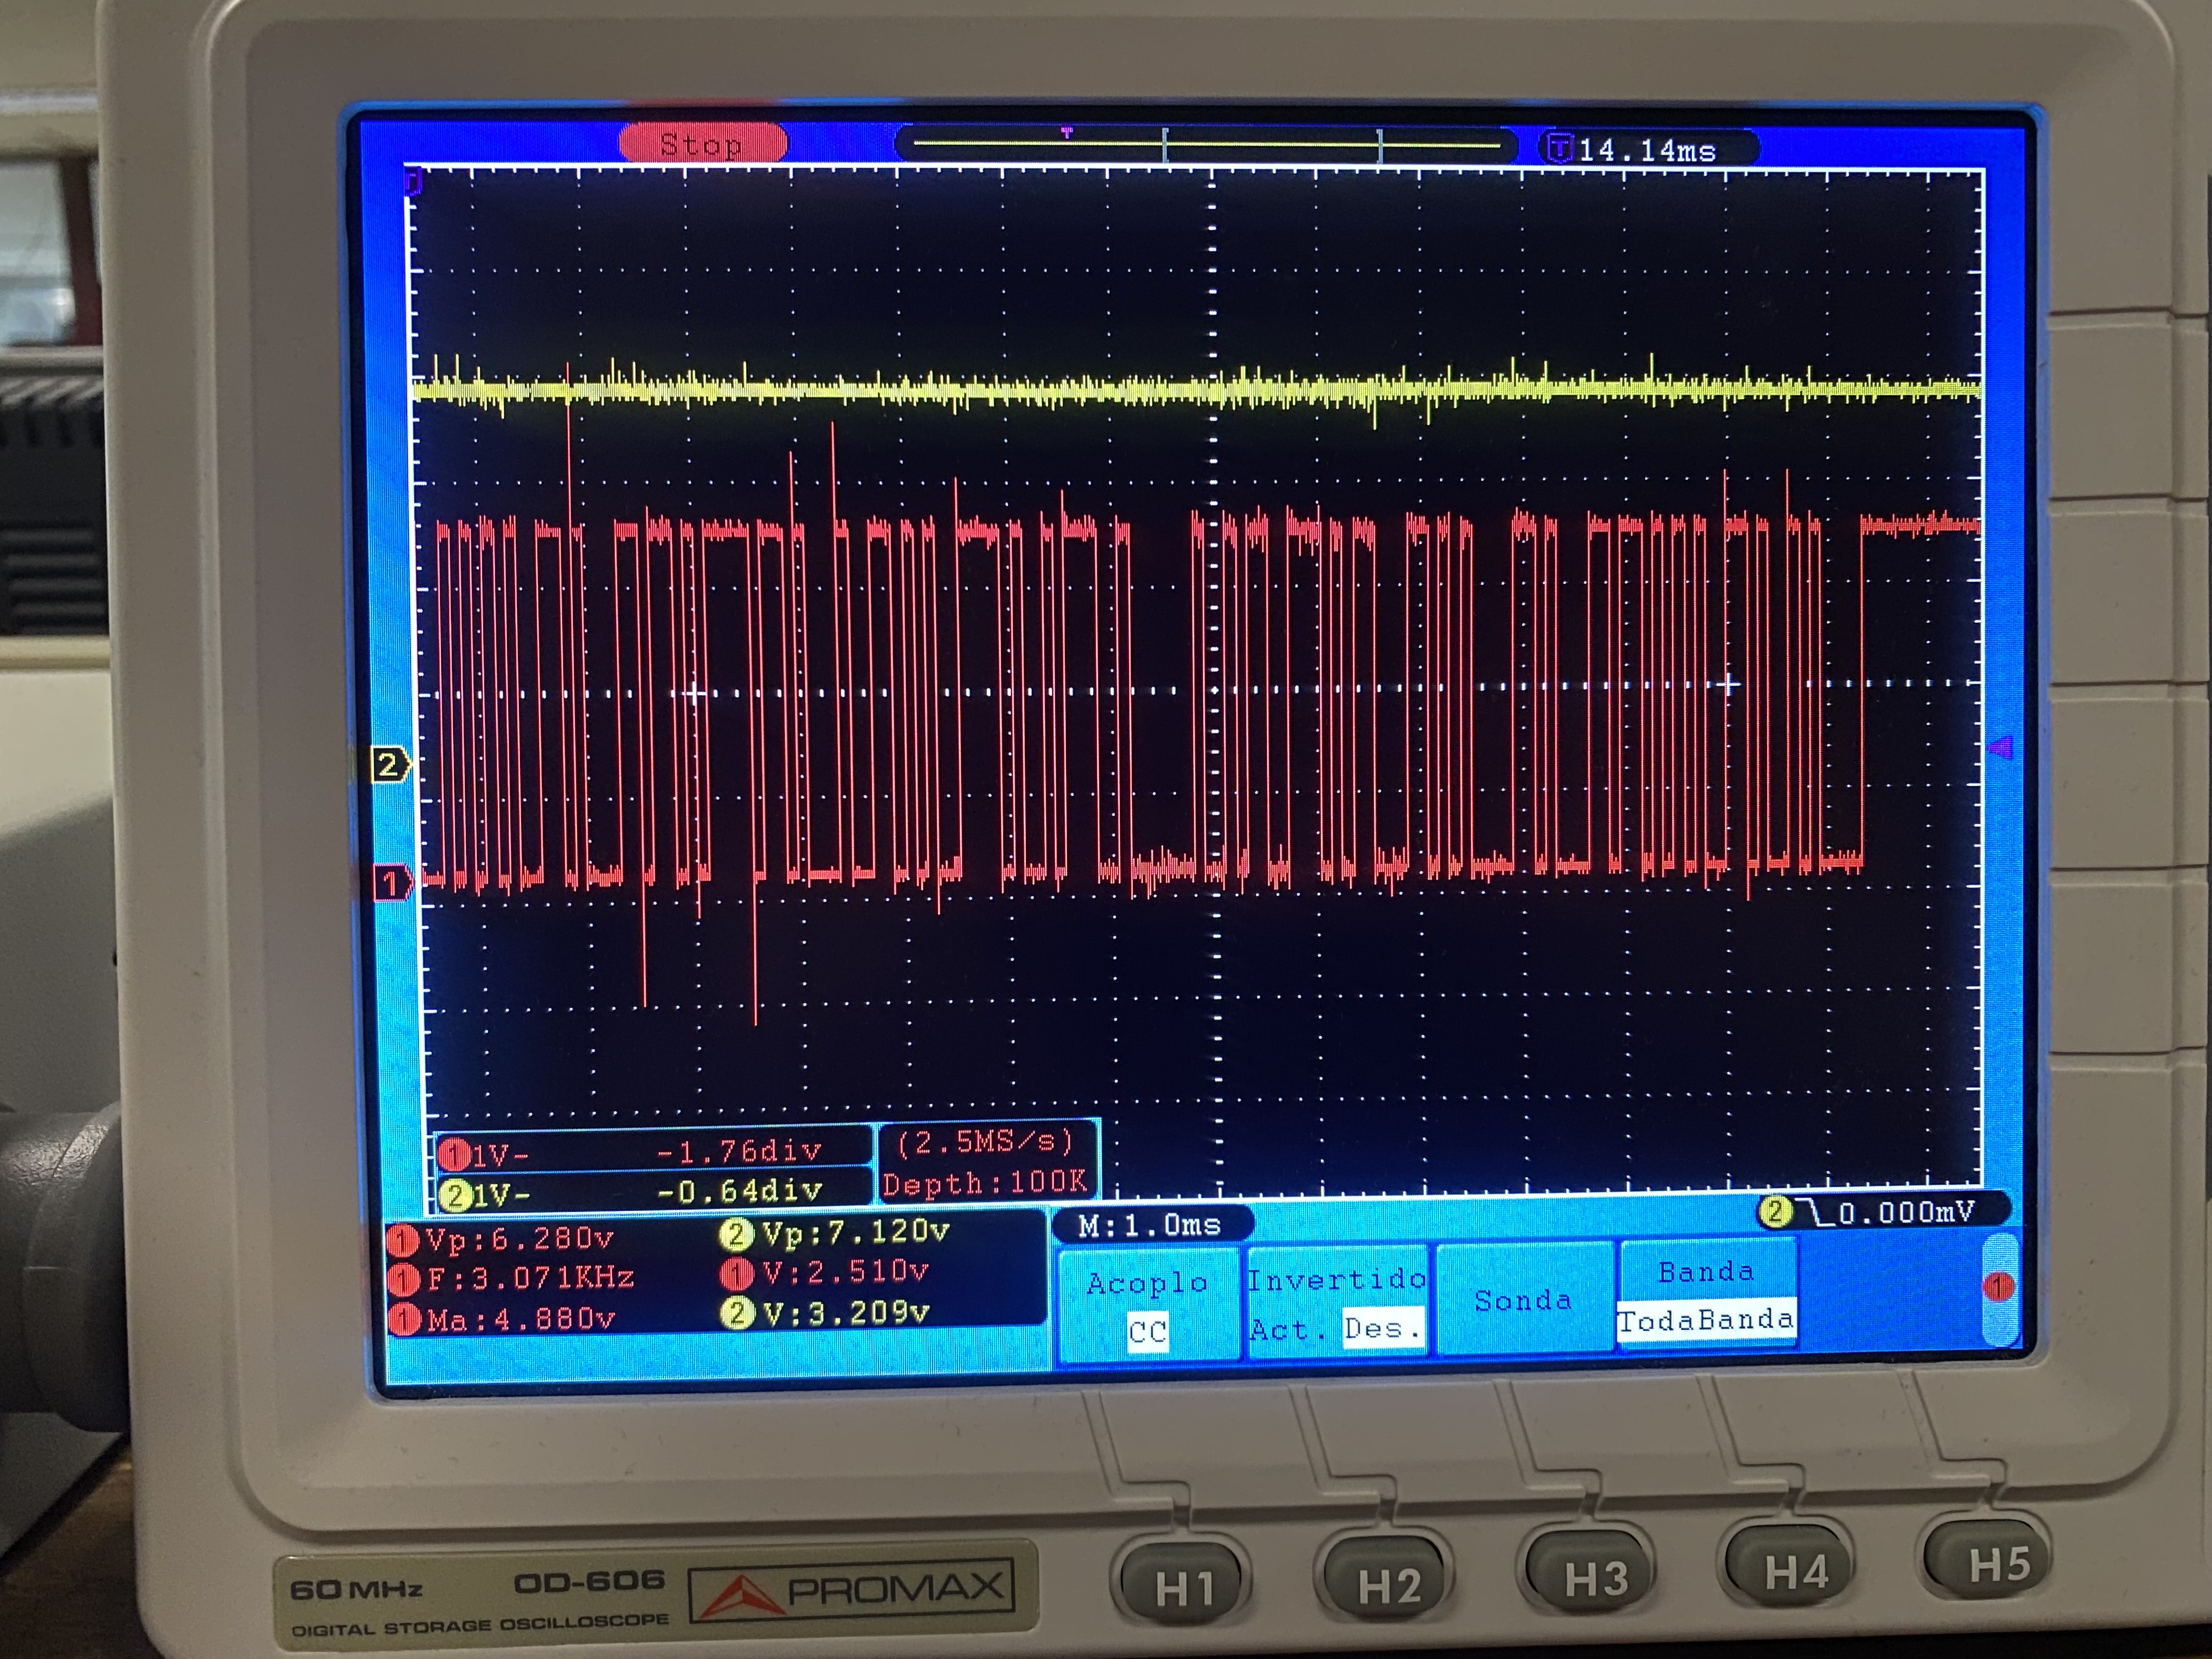 Stop
T 14.14ms
2
1
1 1V- -1.76div
2 1V- -0.64div
(2.5MS/s)
Depth:100K
1 Vp:6.280v 2 Vp:7.120v
1 F:3.071KHz 1 V:2.510v
1 Ma:4.880v 2 V:3.209v
M:1.0ms
2 0.000mV
Acoplo
CC
Invertido
Act. Des.
Sonda
Banda
TodaBanda
1
60 MHz OD-606
DIGITAL STORAGE OSCILLOSCOPE
PROMAX
H1 H2 H3 H4 H5